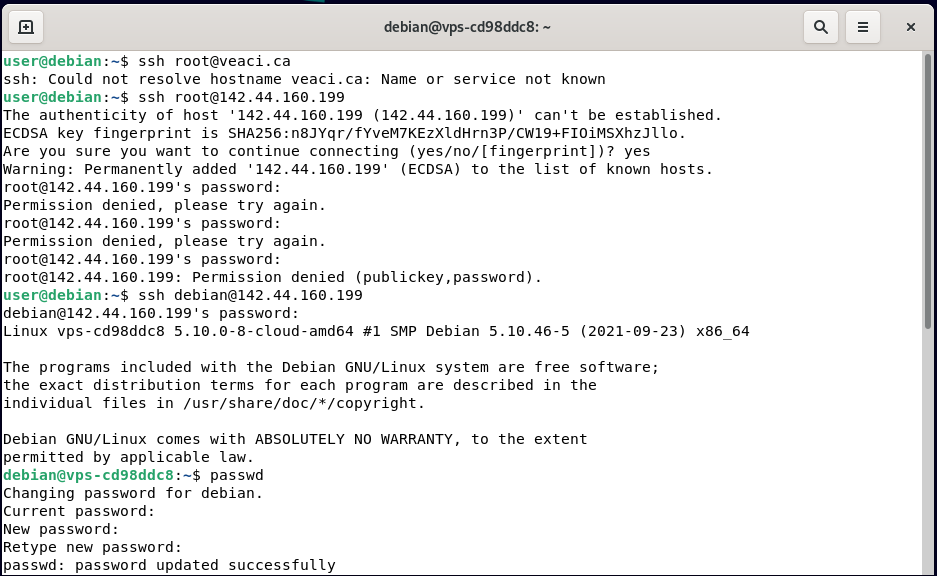 debian@vps-cd98ddc8: ~
user@debian:~$ ssh root@veaci.ca
ssh: Could not resolve hostname veaci.ca: Name or service not known
user@debian:~$ ssh root@142.44.160.199
The authenticity of host '142.44.160.199 (142.44.160.199)' can't be established.
ECDSA key fingerprint is SHA256:n8JYqr/fYveM7KEzXldHrn3P/CW19+FIOiMSXhzJllo.
Are you sure you want to continue connecting (yes/no/[fingerprint])? yes
Warning: Permanently added '142.44.160.199' (ECDSA) to the list of known hosts.
root@142.44.160.199's password:
Permission denied, please try again.
root@142.44.160.199's password:
Permission denied, please try again.
root@142.44.160.199's password:
root@142.44.160.199: Permission denied (publickey,password).
user@debian:~$ ssh debian@142.44.160.199
debian@142.44.160.199's password:
Linux vps-cd98ddc8 5.10.0-8-cloud-amd64 #1 SMP Debian 5.10.46-5 (2021-09-23) x86_64

The programs included with the Debian GNU/Linux system are free software;
the exact distribution terms for each program are described in the
individual files in /usr/share/doc/*/copyright.

Debian GNU/Linux comes with ABSOLUTELY NO WARRANTY, to the extent
permitted by applicable law.
debian@vps-cd98ddc8:~$ passwd
Changing password for debian.
Current password:
New password:
Retype new password:
passwd: password updated successfully